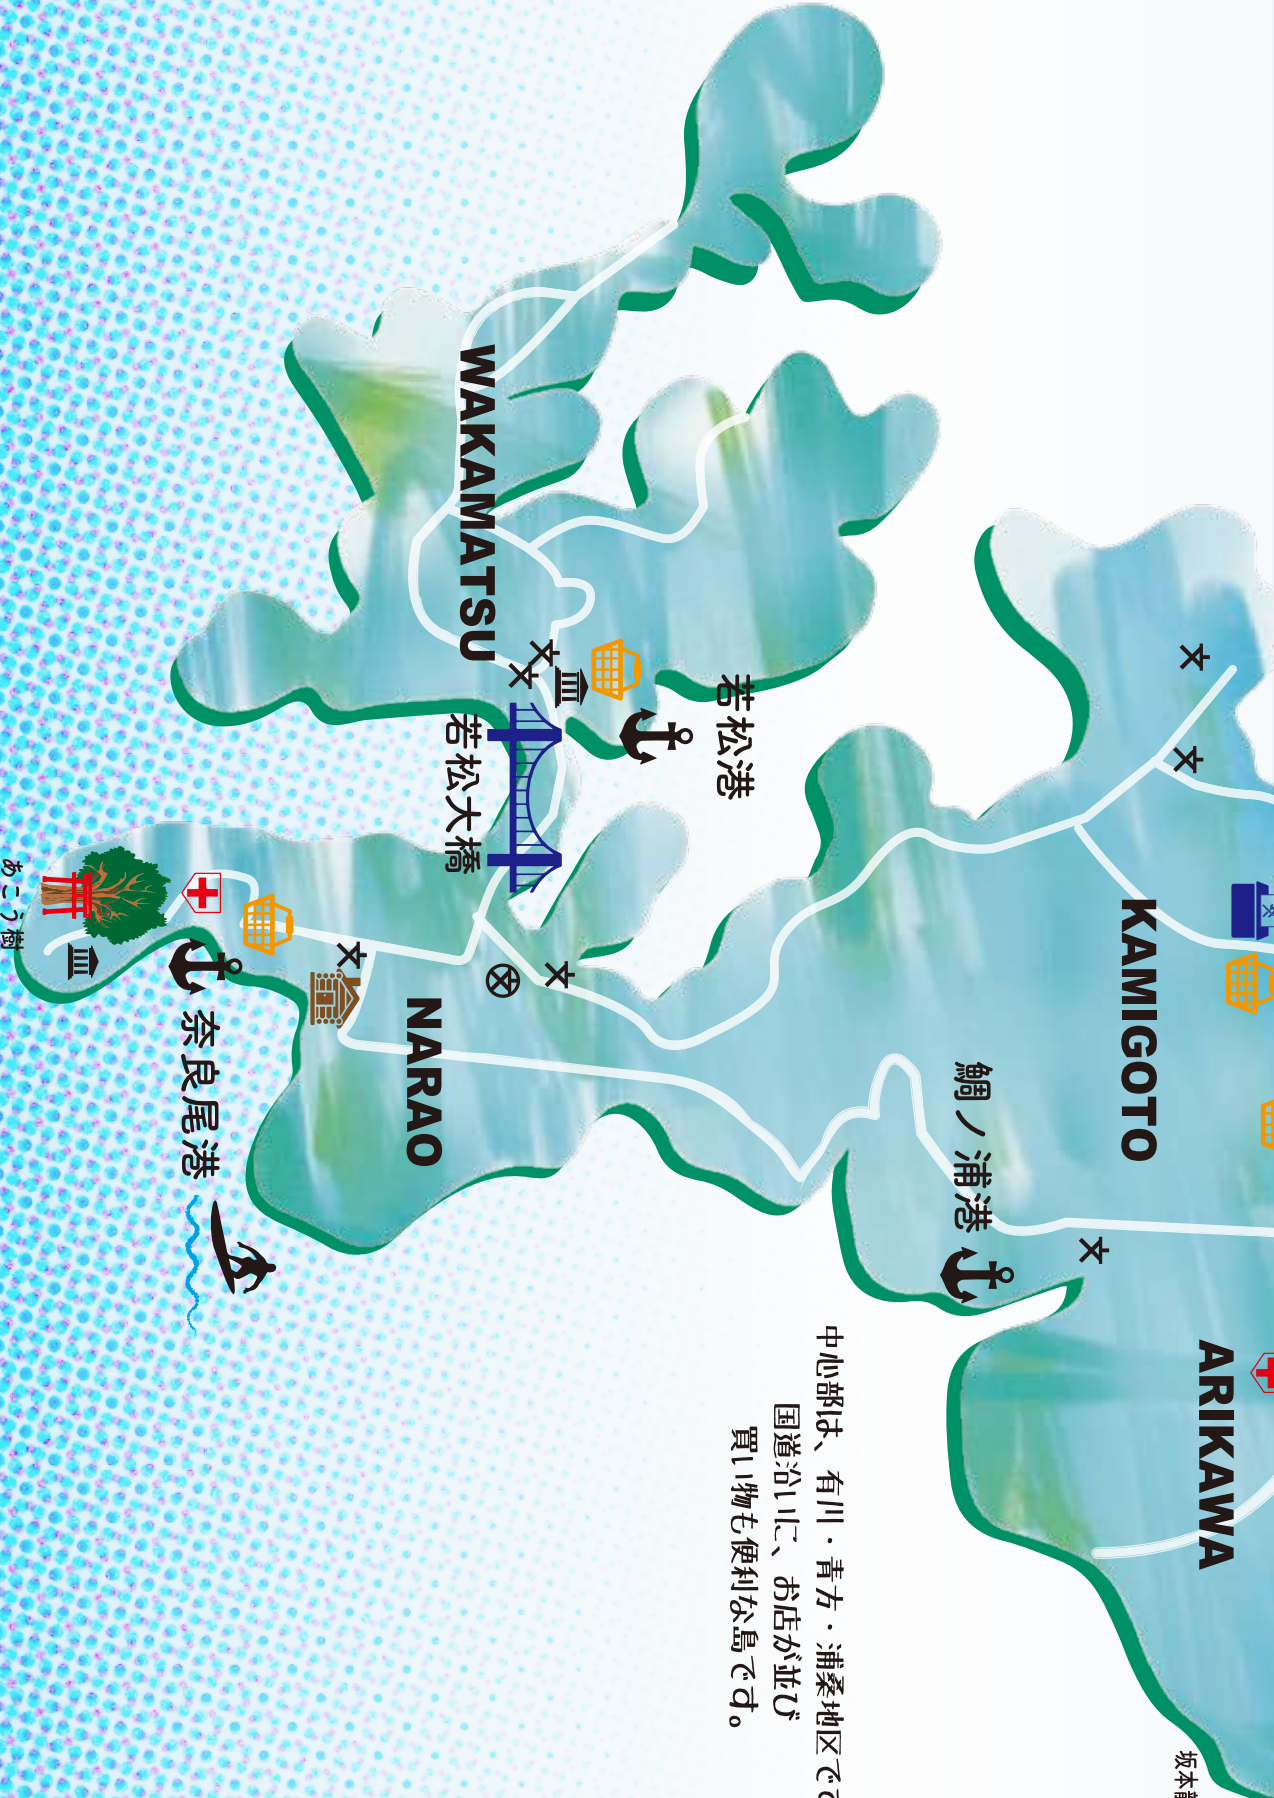 WAKAMATSU
若松港
若松大橋
KAMIGOTO
NARAO
鯛ノ浦港
奈良尾港
あこう樹
ARIKAWA
中心部は、有川・青方・浦桑地区で
国道沿いに、お店が並び
買い物も便利な島です。
坂本